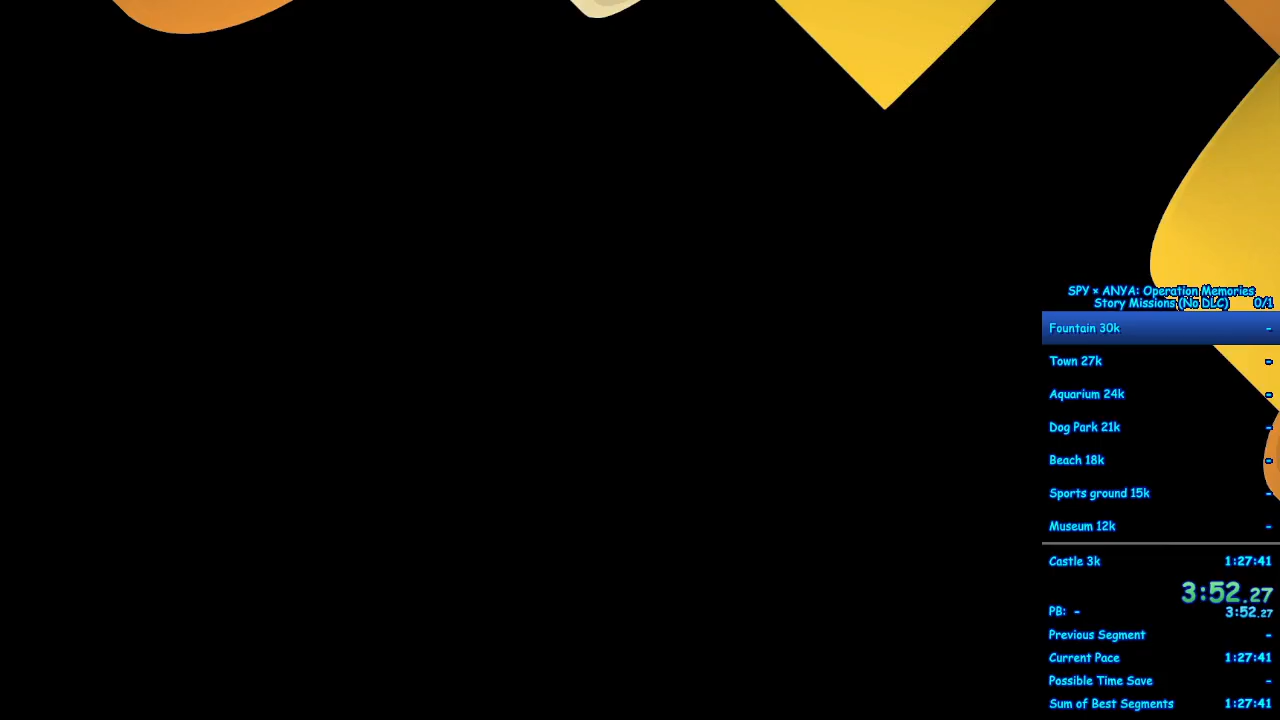 SPY × ANYA: Operation Memories
Story Missions (No DLC) 0/1
Fountain 30k -
Town 27k -
Aquarium 24k -
Dog Park 21k -
Beach 18k -
Sports ground 15k -
Museum 12k -
Castle 3k 1:27:41
3:52.27
PB: - 3:52.27
Previous Segment -
Current Pace 1:27:41
Possible Time Save -
Sum of Best Segments 1:27:41